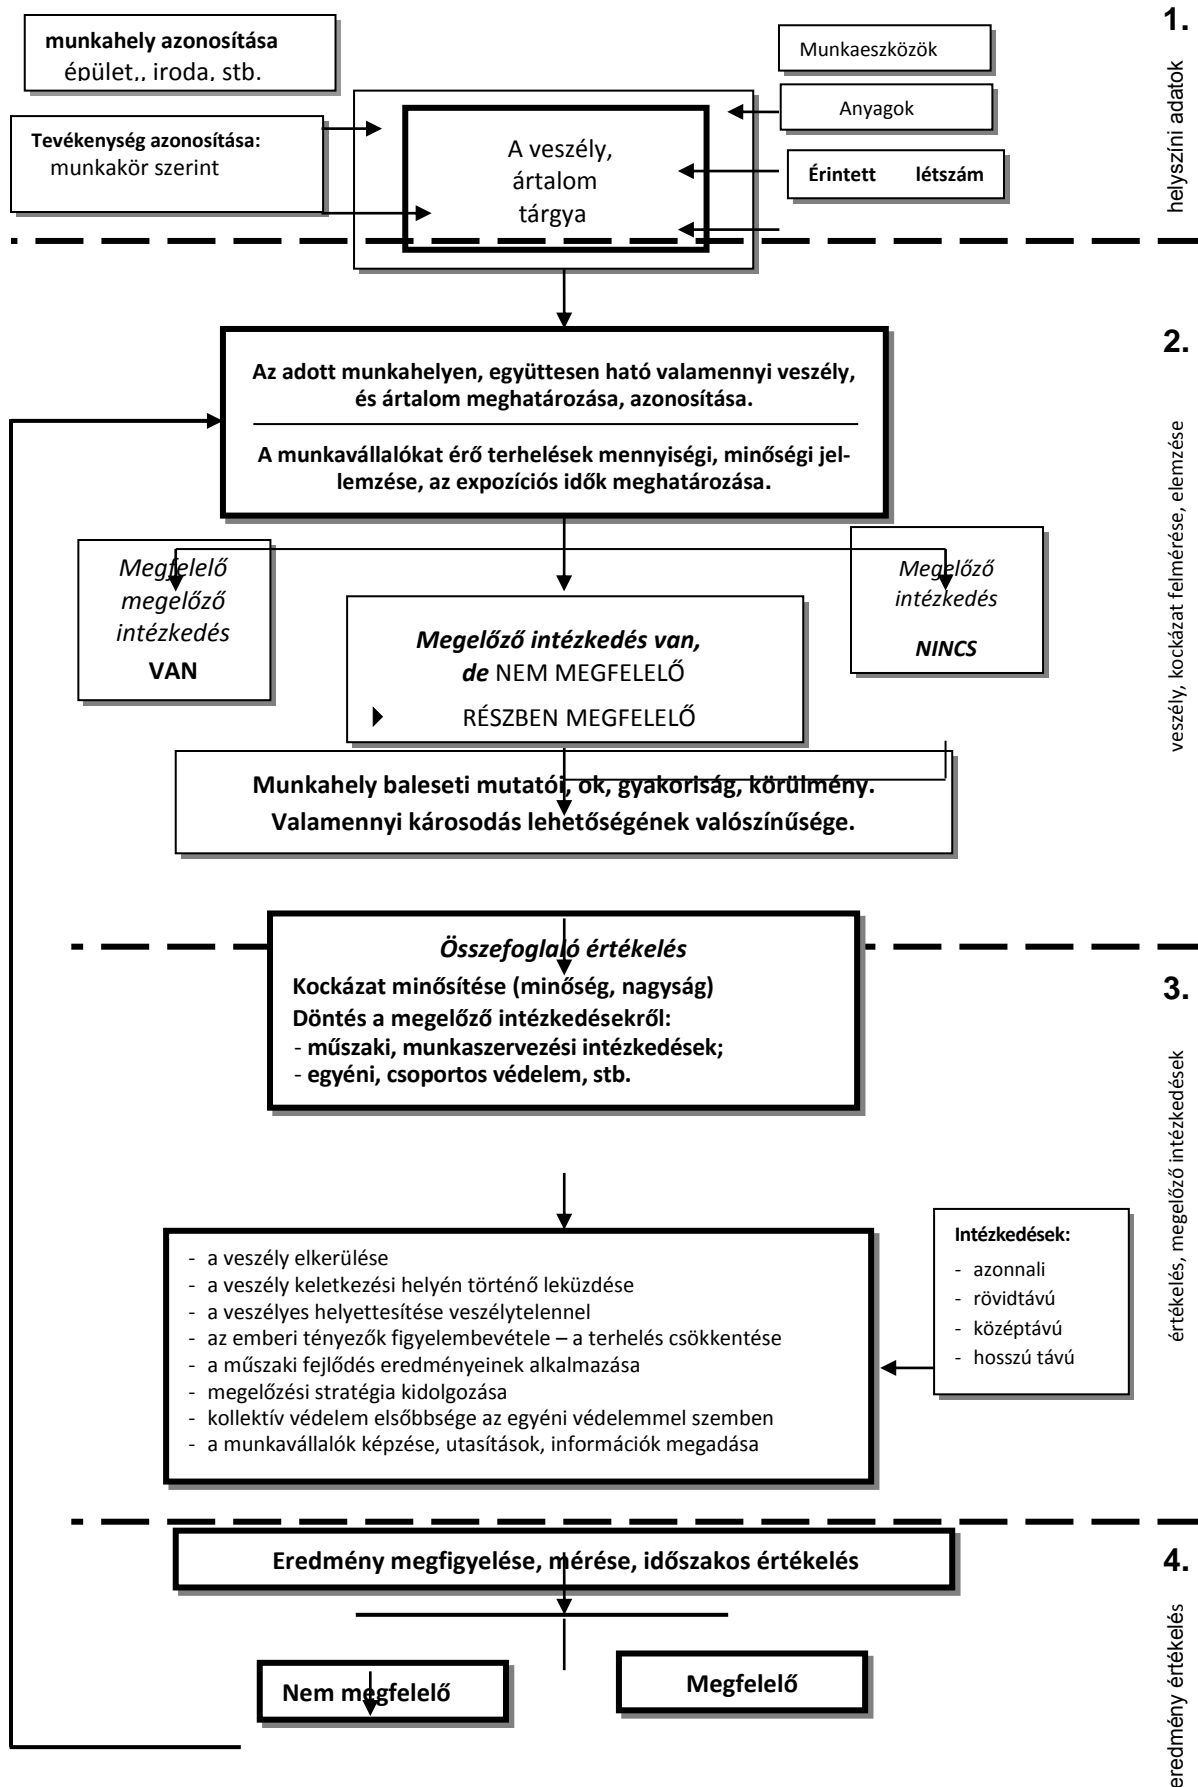 1.
munkahely azonosítása
épület,, iroda, stb.
Munkaeszközök
Anyagok
Tevékenység azonosítása:
munkakör szerint
A veszély,
ártalom
tárgya
Érintett létszám
helyszíni adatok
2.
Az adott munkahelyen, együttesen ható valamennyi veszély,
és ártalom meghatározása, azonosítása.
A munkavállalókat érő terhelések mennyiségi, minőségi jel-
lemzése, az expozíciós idők meghatározása.
veszély, kockázat felmérése, elemzése
Megfelelő
megelőző
intézkedés
VAN
Megelőző intézkedés van,
de NEM MEGFELELŐ
RÉSZBEN MEGFELELŐ
Megelőző
intézkedés
NINCS
Munkahely baleseti mutatói, ok, gyakoriság, körülmény.
Valamennyi károsodás lehetőségének valószínűsége.
3.
Összefoglaló értékelés
Kockázat minősítése (minőség, nagyság)
Döntés a megelőző intézkedésekről:
- műszaki, munkaszervezési intézkedések;
- egyéni, csoportos védelem, stb.
értékelés, megelőző intézkedések
- a veszély elkerülése
- a veszély keletkezési helyén történő leküzdése
- a veszélyes helyettesítése veszélytelennel
- az emberi tényezők figyelembevétele – a terhelés csökkentése
- a műszaki fejlődés eredményeinek alkalmazása
- megelőzési stratégia kidolgozása
- kollektív védelem elsőbbsége az egyéni védelemmel szemben
- a munkavállalók képzése, utasítások, információk megadása
Intézkedések:
- azonnali
- rövidtávú
- középtávú
- hosszú távú
4.
Eredmény megfigyelése, mérése, időszakos értékelés
Nem megfelelő
Megfelelő
eredmény értékelés